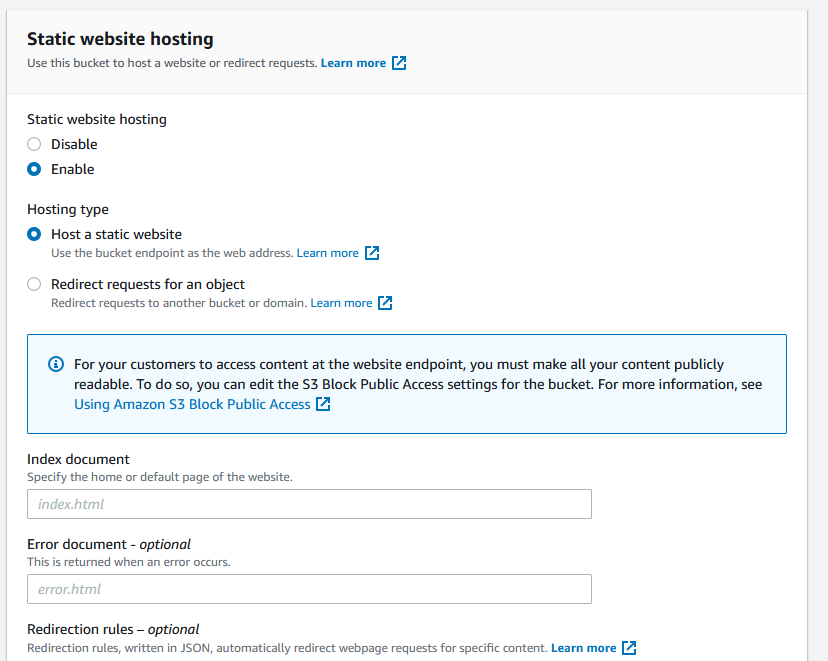 Static website hosting
Use this bucket to host a website or redirect requests. Learn more
Static website hosting
Disable
Enable
Hosting type
Host a static website
Use the bucket endpoint as the web address. Learn more
Redirect requests for an object
Redirect requests to another bucket or domain. Learn more
For your customers to access content at the website endpoint, you must make all your content publicly
readable. To do so, you can edit the S3 Block Public Access settings for the bucket. For more information, see
Using Amazon S3 Block Public Access
Index document
Specify the home or default page of the website.
index.html
Error document - optional
This is returned when an error occurs.
error.html
Redirection rules – optional
Redirection rules, written in JSON, automatically redirect webpage requests for specific content. Learn more